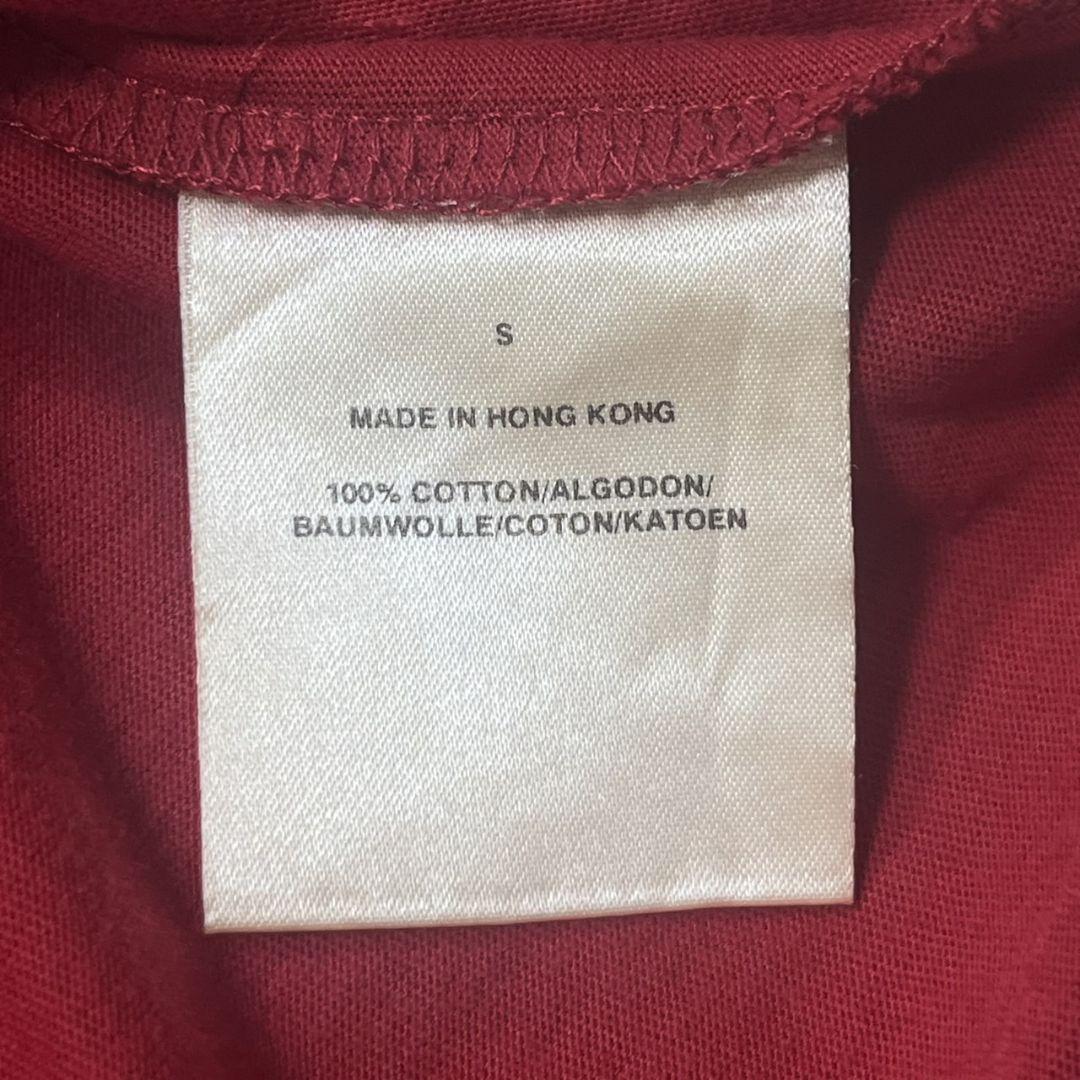 S
MADE IN HONG KONG
100% COTTON/ALGODON/
BAUMWOLLE/COTON/KATOEN